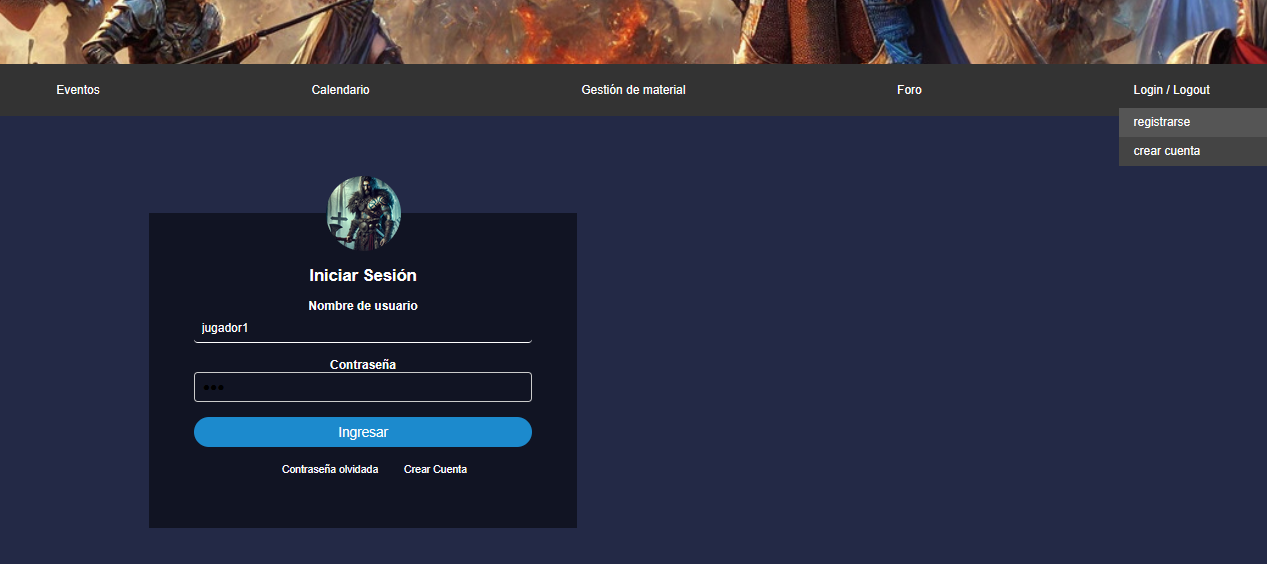 Eventos
Calendario
Gestión de material
Foro
Login / Logout
registrarse
crear cuenta
Iniciar Sesión
Nombre de usuario
jugador1
Contraseña
Ingresar
Contraseña olvidada
Crear Cuenta